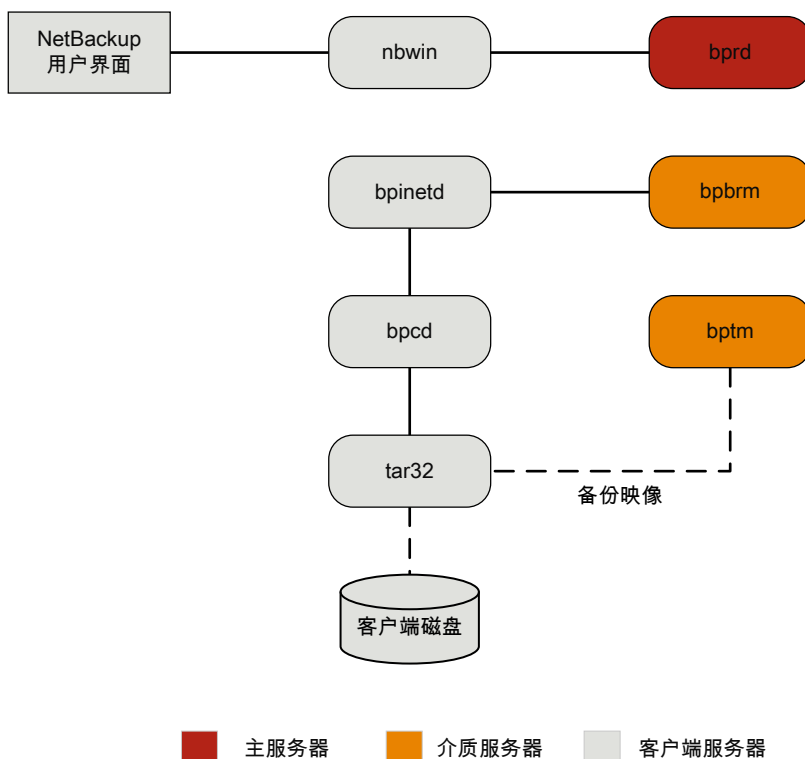 NetBackup
用户界面
nbwin
bprd
bpinetd
bpbrm
bpcd
bptm
tar32
备份映像
客户端磁盘
主服务器
介质服务器
客户端服务器